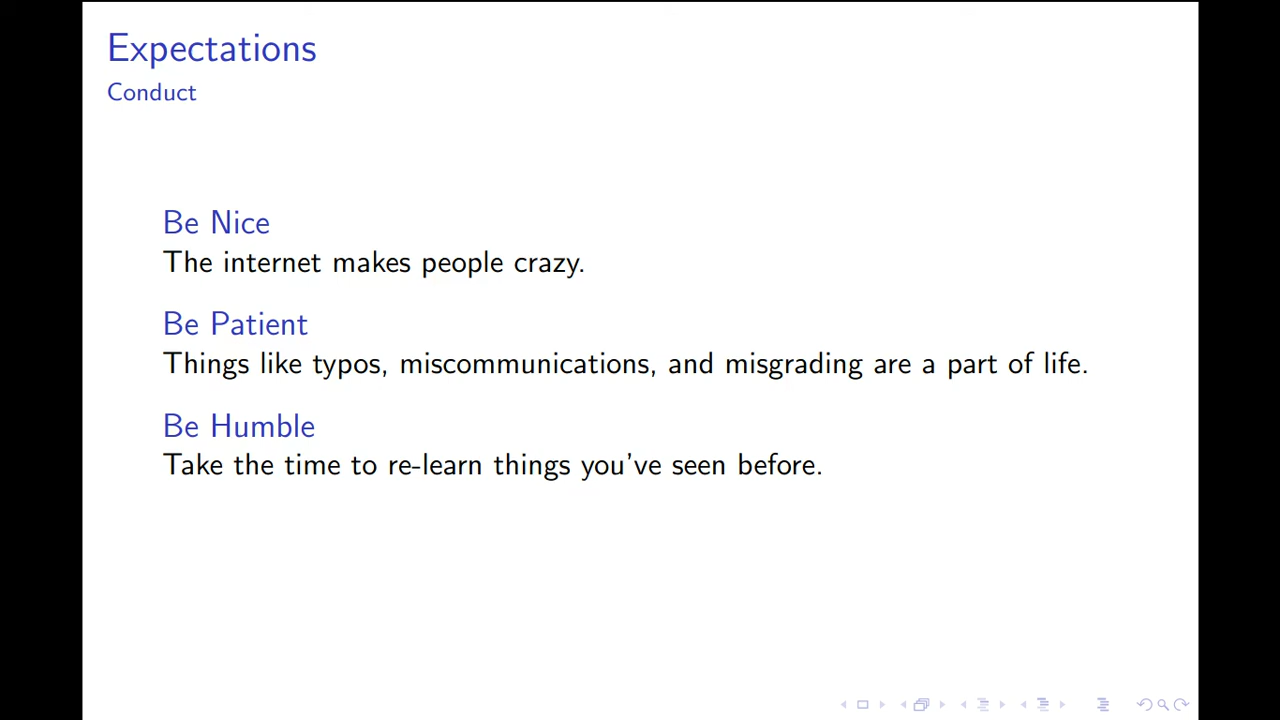 Expectations
Conduct
Be Nice
The internet makes people crazy.
Be Patient
Things like typos, miscommunications, and misgrading are a part of life.
Be Humble
Take the time to re-learn things you've seen before.